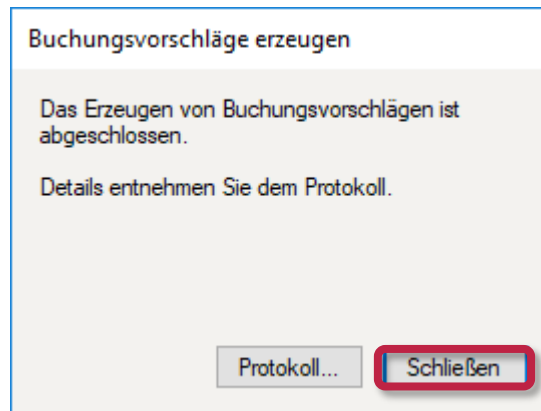 Buchungsvorschläge erzeugen
Das Erzeugen von Buchungsvorschlägen ist
abgeschlossen.
Details entnehmen Sie dem Protokoll.
Protokoll...
Schließen